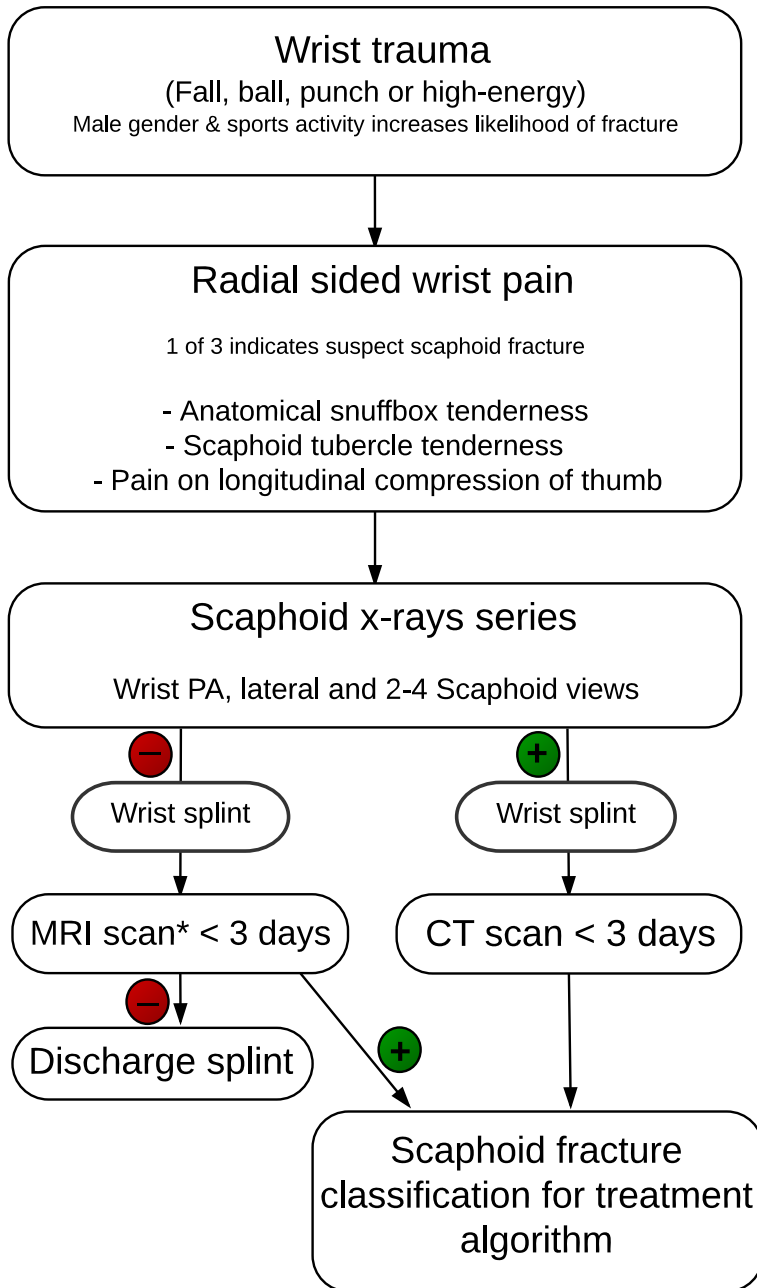 Wrist trauma
(Fall, ball, punch or high-energy)
Male gender & sports activity increases likelihood of fracture
Radial sided wrist pain
1 of 3 indicates suspect scaphoid fracture
- Anatomical snuffbox tenderness
- Scaphoid tubercle tenderness
- Pain on longitudinal compression of thumb
Scaphoid x-rays series
Wrist PA, lateral and 2-4 Scaphoid views
– +
Wrist splint Wrist splint
MRI scan* < 3 days CT scan < 3 days
–
Discharge splint
+
Scaphoid fracture
classification for treatment
algorithm